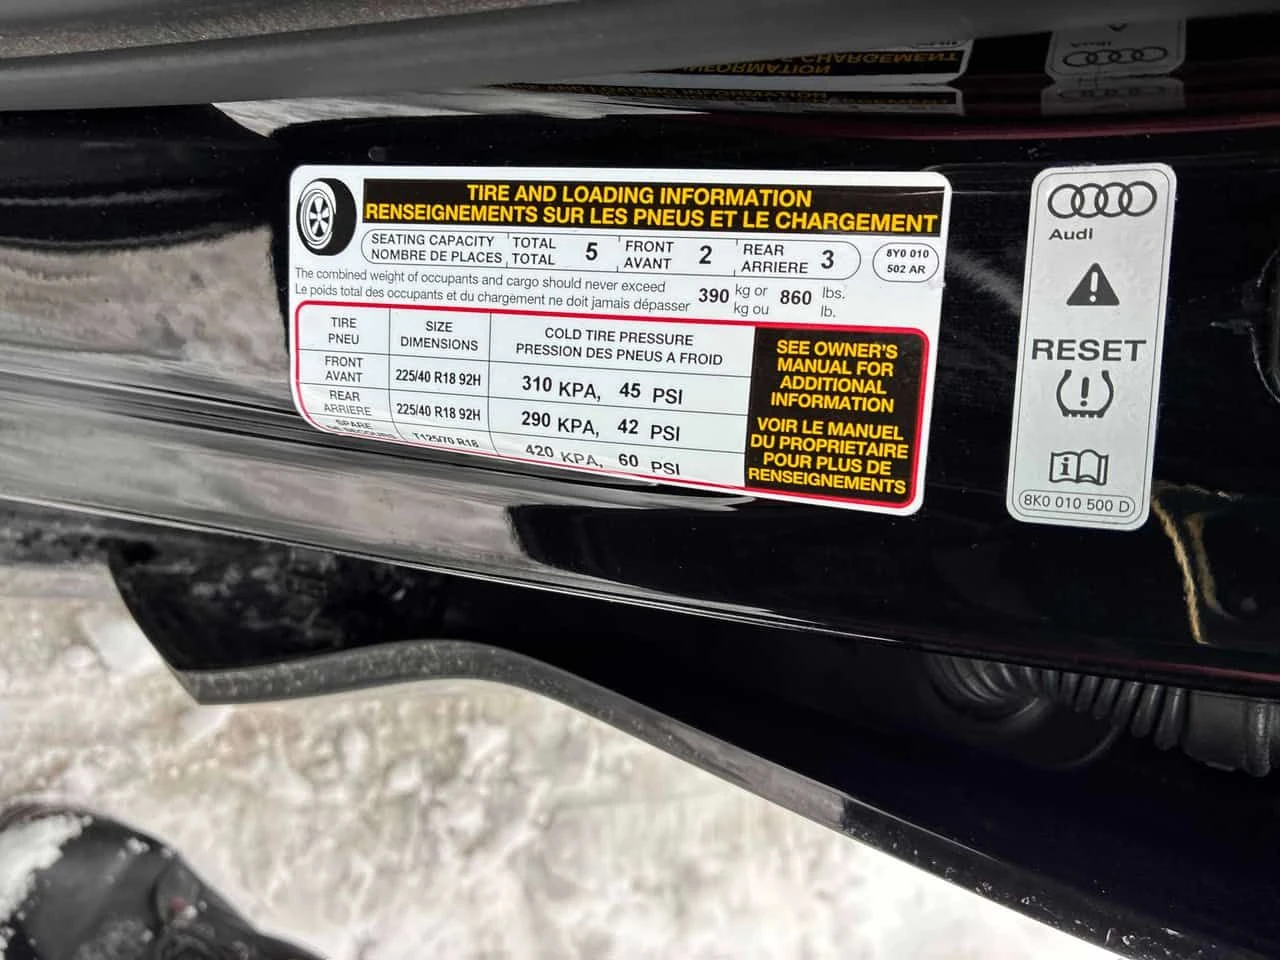 TIRE AND LOADING INFORMATION
RENSEIGNEMENTS SUR LES PNEUS ET LE CHARGEMENT
SEATING CAPACITY TOTAL 5 FRONT 2 REAR 3
NOMBRE DE PLACES TOTAL AVANT ARRIERE
8Y0 010
502 AR
The combined weight of occupants and cargo should never exceed 390 kg or 860 lbs.
Le poids total des occupants et du chargement ne doit jamais dépasser kg ou lb.
TIRE SIZE COLD TIRE PRESSURE
PNEU DIMENSIONS PRESSION DES PNEUS A FROID
FRONT
AVANT 225/40 R18 92H 310 KPA, 45 PSI
REAR
ARRIERE 225/40 R18 92H 290 KPA, 42 PSI
SPARE
DE SECOURS T125/70 R18 420 KPA, 60 PSI
SEE OWNER'S
MANUAL FOR
ADDITIONAL
INFORMATION
VOIR LE MANUEL
DU PROPRIETAIRE
POUR PLUS DE
RENSEIGNEMENTS
Audi
RESET
8K0 010 500 D